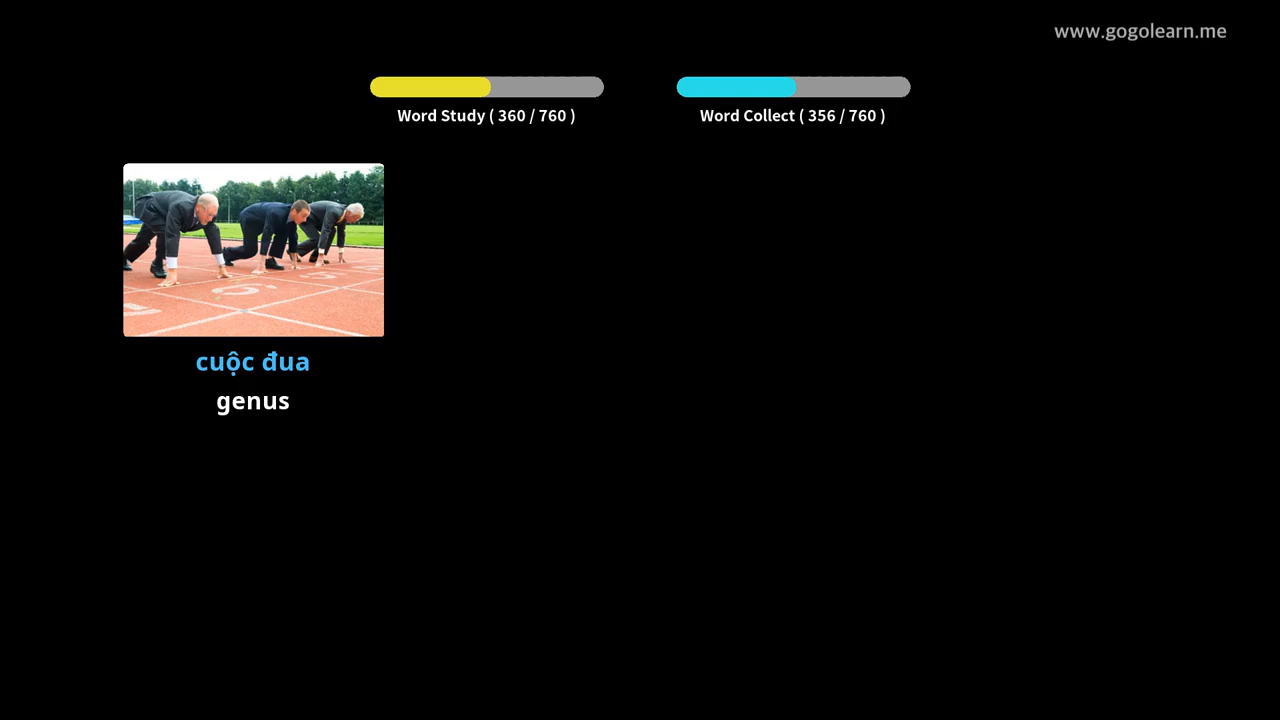 www.gogolearn.me
Word Study ( 360 / 760 )
Word Collect ( 356 / 760 )
cuộc đua
genus